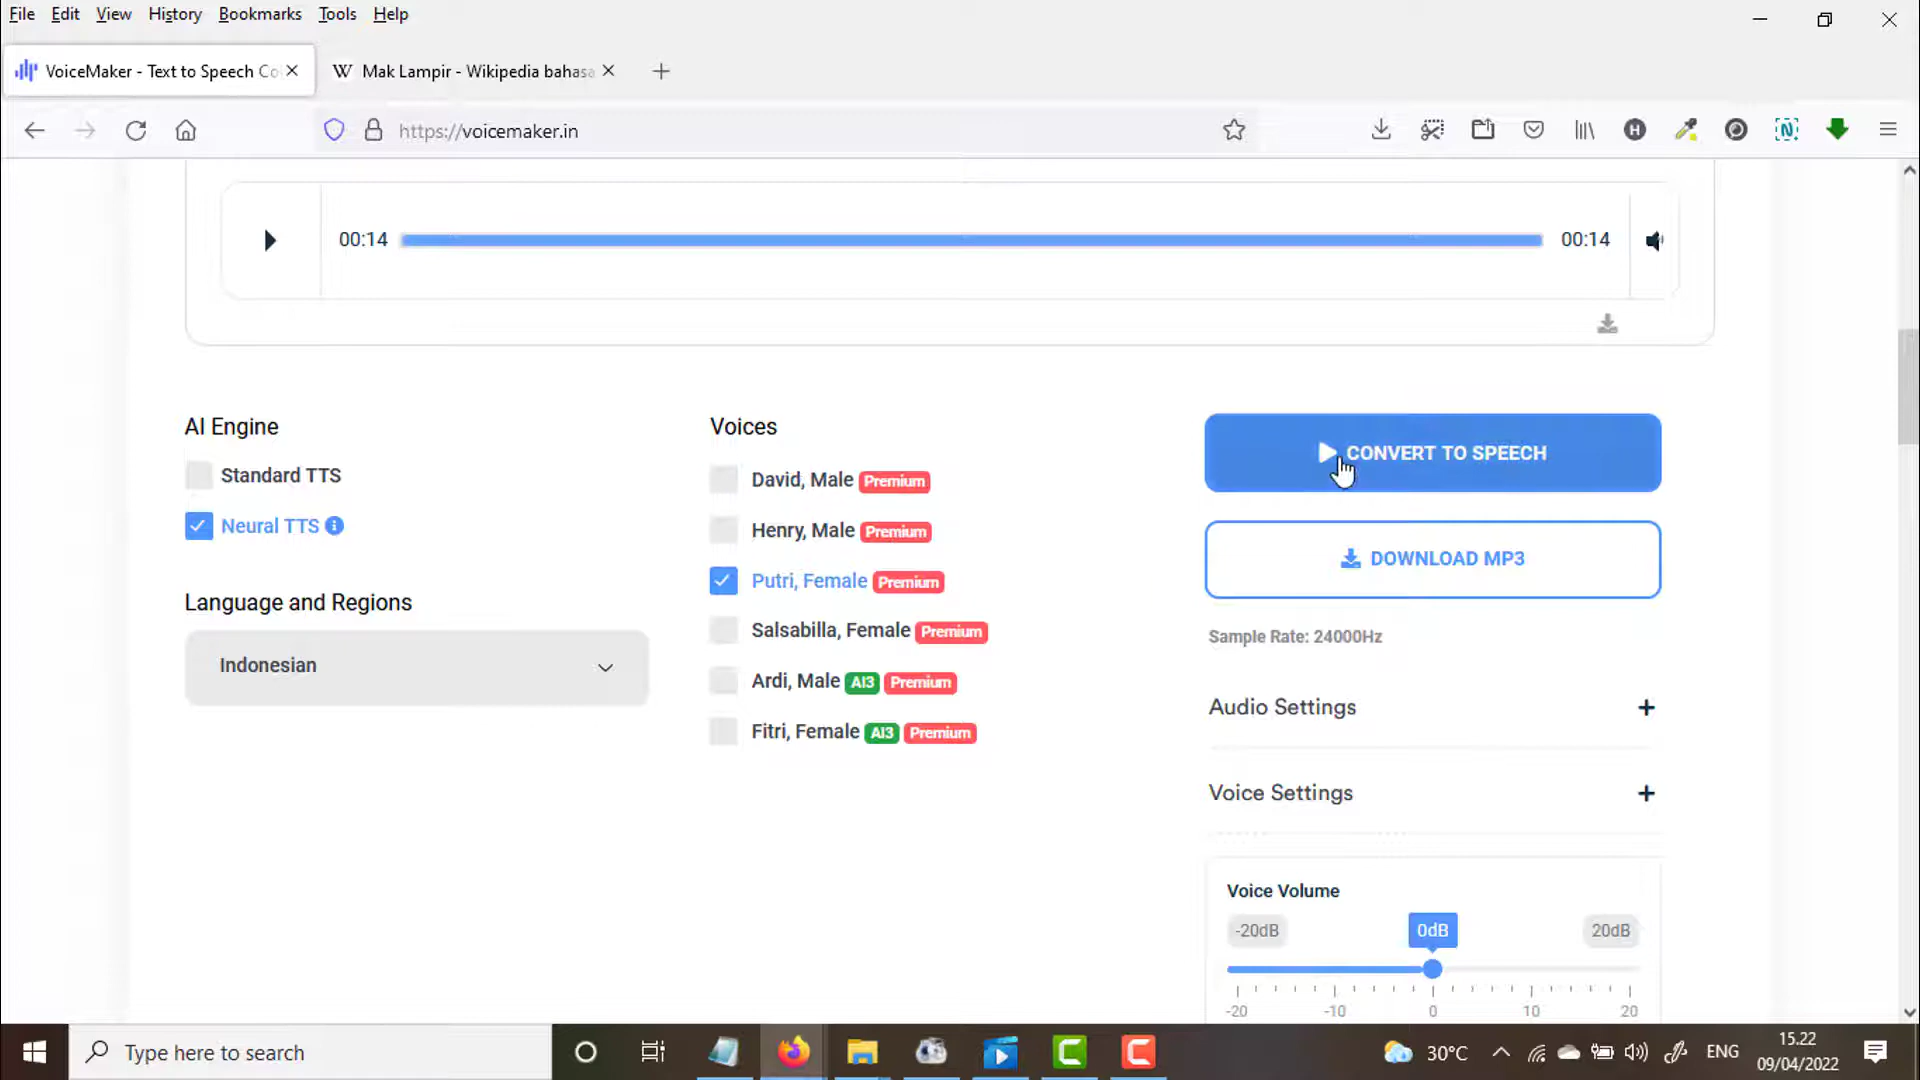 File Edit View History Bookmarks Tools Help
VoiceMaker - Text to Speech Co
Mak Lampir - Wikipedia bahasa
https://voicemaker.in
00:14
00:14
AI Engine
Standard TTS
Neural TTS
Language and Regions
Indonesian
Voices
David, Male Premium
Henry, Male Premium
Putri, Female Premium
Salsabilla, Female Premium
Ardi, Male AI3 Premium
Fitri, Female AI3 Premium
CONVERT TO SPEECH
DOWNLOAD MP3
Sample Rate: 24000Hz
Audio Settings
Voice Settings
Voice Volume
-20dB 0dB 20dB
-20 -10 0 10 20
Type here to search
30°C
ENG
15.22
09/04/2022